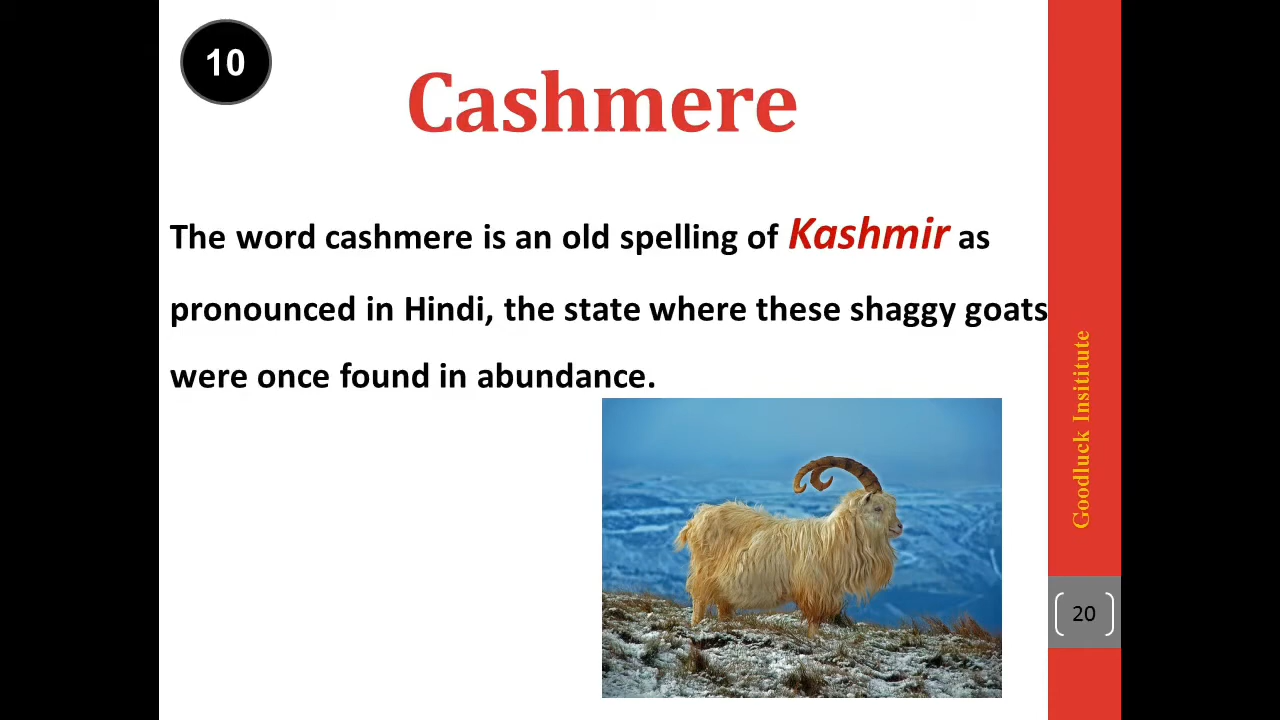 10
Cashmere
The word cashmere is an old spelling of Kashmir as
pronounced in Hindi, the state where these shaggy goats
were once found in abundance.
Goodluck Insititute
20